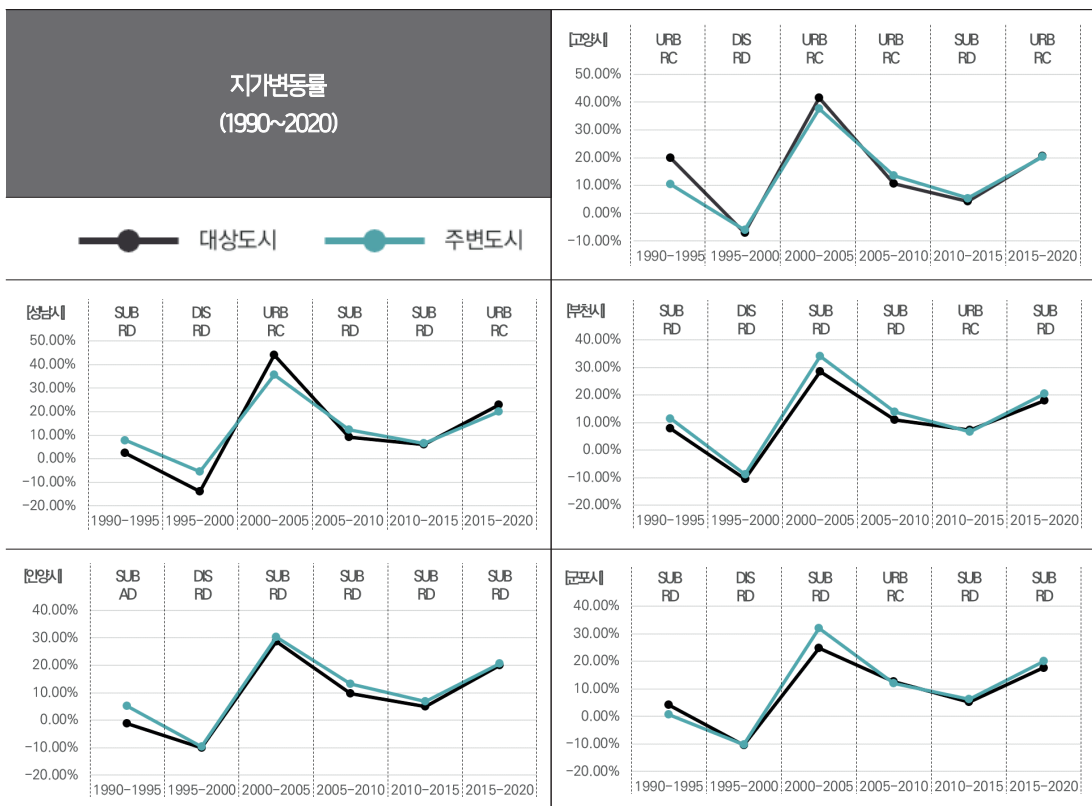 지가변동률
(1990~2020)
대상도시
주변도시
[고양시]
URB DIS URB URB SUB URB
RC RD RC RC RD RC
50.00%
40.00%
30.00%
20.00%
10.00%
0.00%
-10.00%
1990-1995 1995-2000 2000-2005 2005-2010 2010-2015 2015-2020
[성남시]
SUB DIS URB SUB SUB URB
RD RD RC RD RD RC
50.00%
40.00%
30.00%
20.00%
10.00%
0.00%
-10.00%
-20.00%
1990-1995 1995-2000 2000-2005 2005-2010 2010-2015 2015-2020
[부천시]
SUB DIS SUB SUB URB SUB
RD RD RD RD RC RD
40.00%
30.00%
20.00%
10.00%
0.00%
-10.00%
-20.00%
1990-1995 1995-2000 2000-2005 2005-2010 2010-2015 2015-2020
[안양시]
SUB DIS SUB SUB SUB SUB
AD RD RD RD RD RD
40.00%
30.00%
20.00%
10.00%
0.00%
-10.00%
-20.00%
1990-1995 1995-2000 2000-2005 2005-2010 2010-2015 2015-2020
[군포시]
SUB DIS SUB URB SUB SUB
RD RD RD RC RD RD
40.00%
30.00%
20.00%
10.00%
0.00%
-10.00%
-20.00%
1990-1995 1995-2000 2000-2005 2005-2010 2010-2015 2015-2020